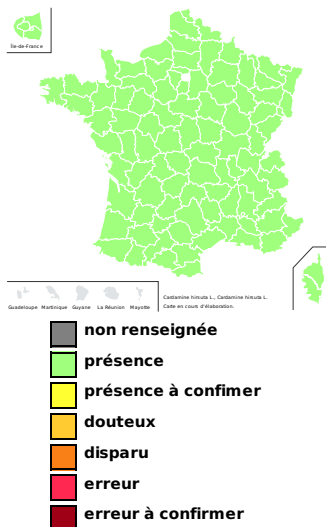 Île-de-France
Guadeloupe Martinique Guyane La Réunion Mayotte
Cardamine hirsuta L., Cardamine hirsuta L.
Carte en cours d'élaboration.
non renseignée
présence
présence à confimer
douteux
disparu
erreur
erreur à confirmer